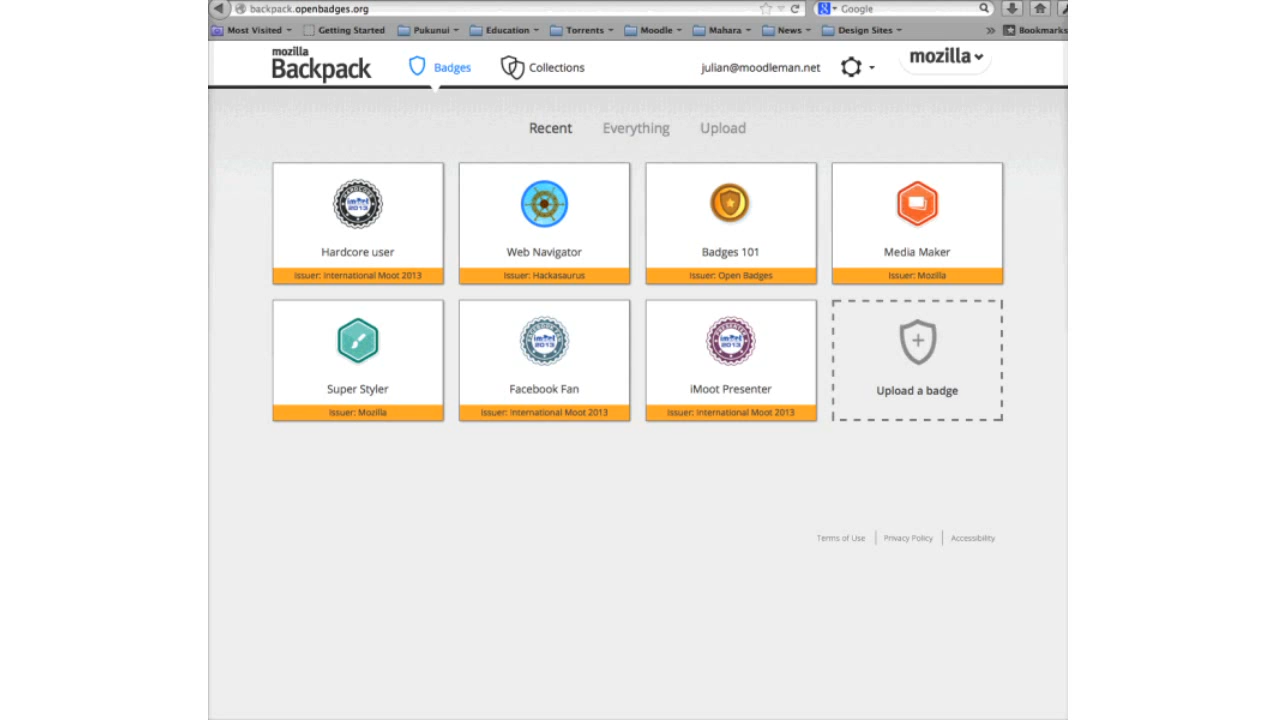 backpack.openbadges.org
Google
Most Visited
Getting Started
Pukunui
Education
Torrents
Moodle
Mahara
News
Design Sites
Bookmarks
mozilla
Backpack
Badges
Collections
julian@moodleman.net
mozilla
Recent
Everything
Upload
Hardcore user
Issuer: International Moot 2013
Web Navigator
Issuer: Hackasaurus
Badges 101
Issuer: Open Badges
Media Maker
Issuer: Mozilla
Super Styler
Issuer: Mozilla
Facebook Fan
Issuer: International Moot 2013
iMoot Presenter
Issuer: International Moot 2013
Upload a badge
Terms of Use
Privacy Policy
Accessibility